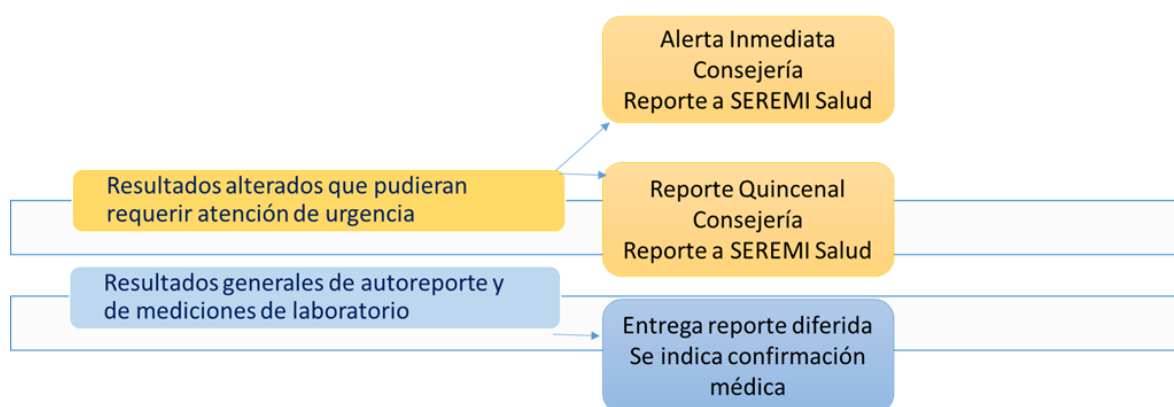 Alerta Inmediata
Consejería
Reporte a SEREMI Salud
Resultados alterados que pudieran
requerir atención de urgencia
Reporte Quincenal
Consejería
Reporte a SEREMI Salud
Resultados generales de autoreporte y
de mediciones de laboratorio
Entrega reporte diferida
Se indica confirmación
médica